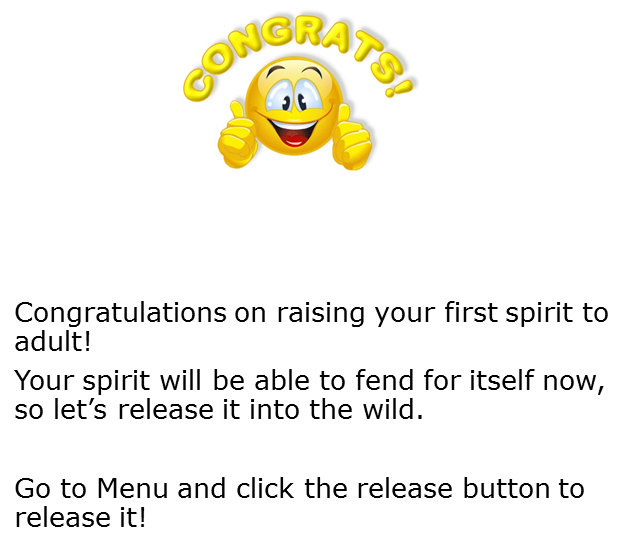 CONGRATS!
Congratulations on raising your first spirit to
adult!
Your spirit will be able to fend for itself now,
so let’s release it into the wild.
Go to Menu and click the release button to
release it!